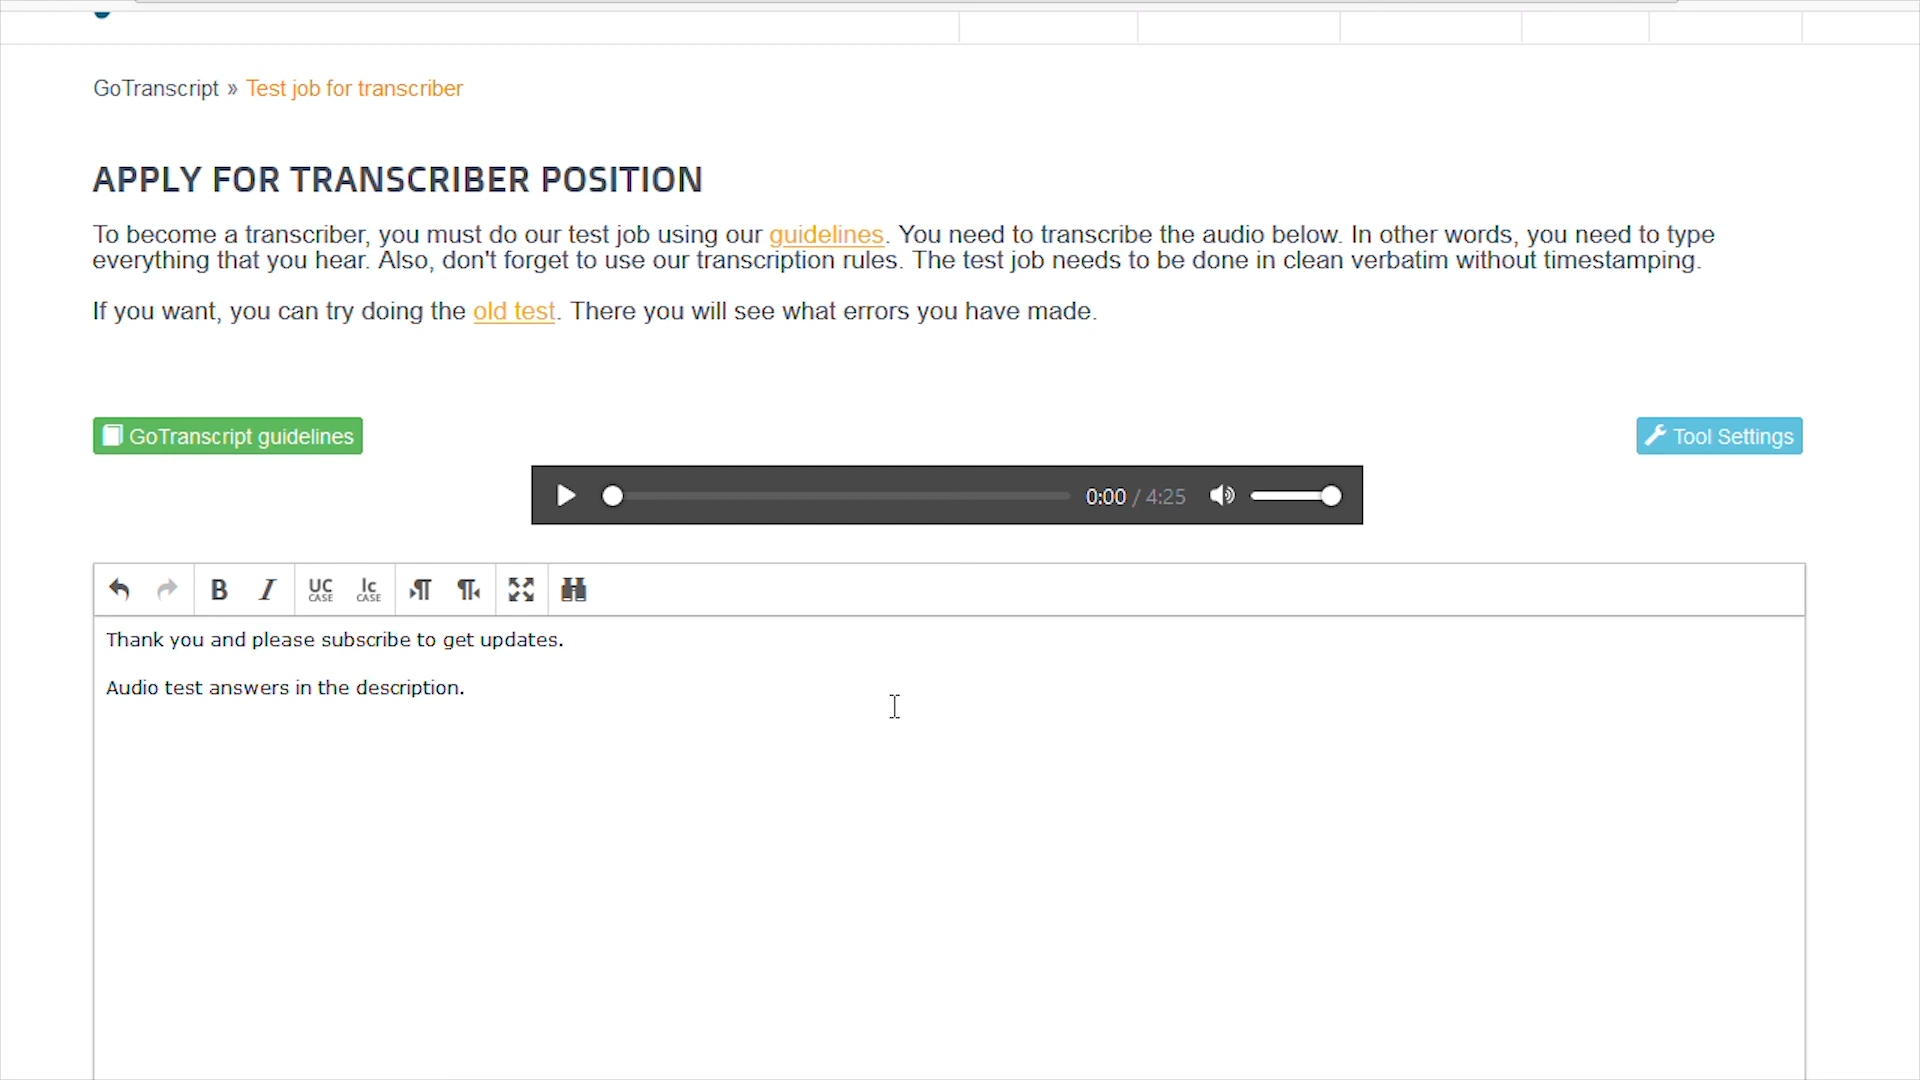 GoTranscript » Test job for transcriber
APPLY FOR TRANSCRIBER POSITION
To become a transcriber, you must do our test job using our guidelines. You need to transcribe the audio below. In other words, you need to type
everything that you hear. Also, don't forget to use our transcription rules. The test job needs to be done in clean verbatim without timestamping.
If you want, you can try doing the old test. There you will see what errors you have made.
GoTranscript guidelines
Tool Settings
0:00 / 4:25
B I UC CASE lc CASE
Thank you and please subscribe to get updates.
Audio test answers in the description.